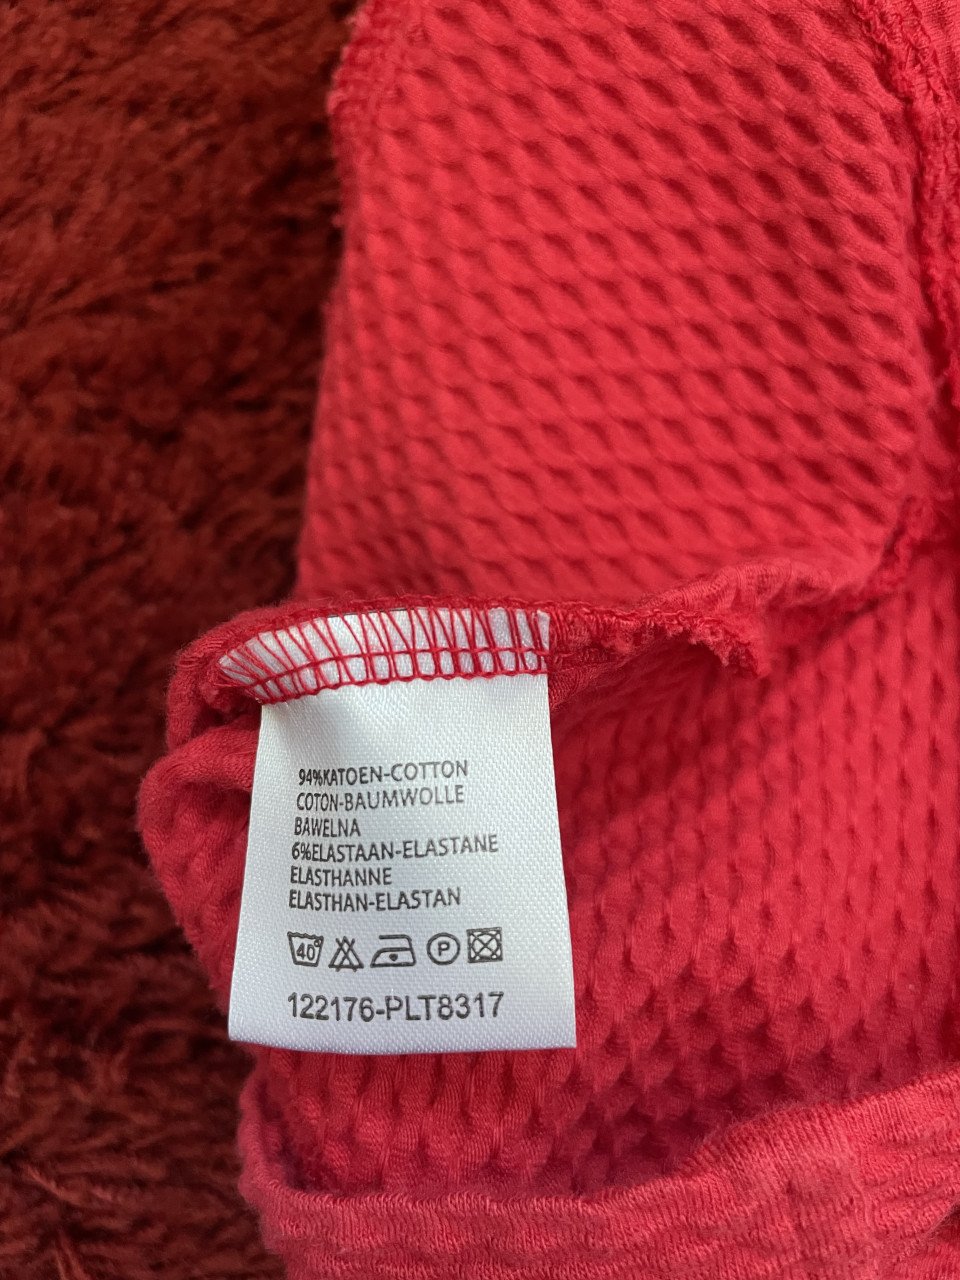 94%KATOEN-COTTON
COTON-BAUMWOLLE
BAWELNA
6%ELASTAAN-ELASTANE
ELASTHANNE
ELASTHAN-ELASTAN
40° P
122176-PLT8317